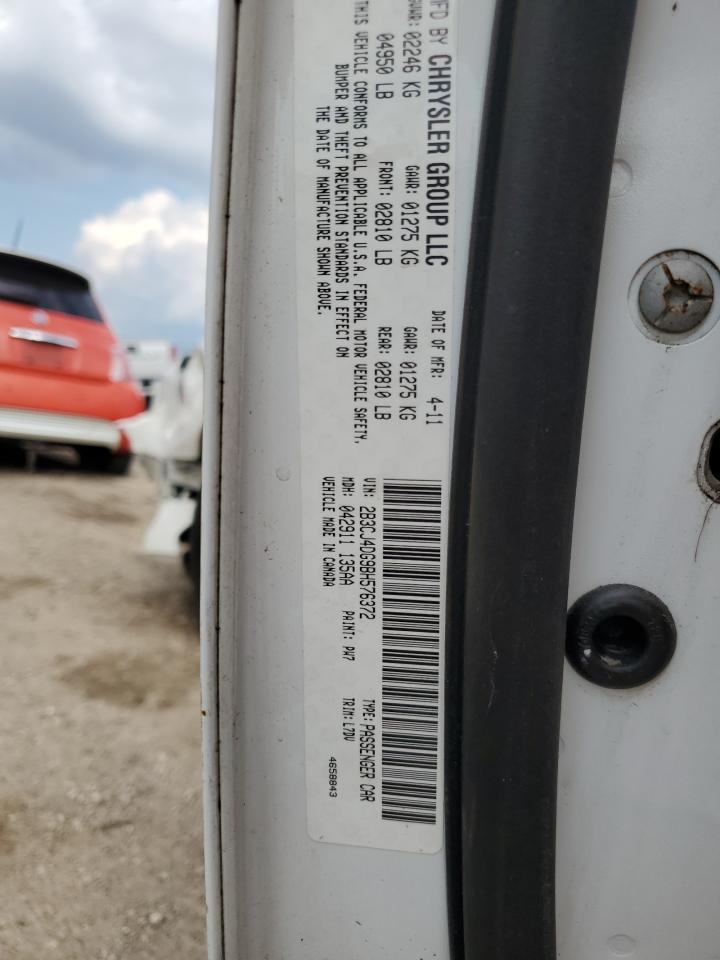 MFD BY CHRYSLER GROUP LLC
DATE OF MFR: 4-11
GVWR: 02246 KG
GAWR: 01275 KG
GAWR: 01275 KG
04950 LB
FRONT: 02810 LB
REAR: 02810 LB
THIS VEHICLE CONFORMS TO ALL APPLICABLE U.S.A. FEDERAL MOTOR VEHICLE SAFETY,
BUMPER AND THEFT PREVENTION STANDARDS IN EFFECT ON
THE DATE OF MANUFACTURE SHOWN ABOVE.
VIN: 2B3CJ4DG9BH576372
TYPE: PASSENGER CAR
MDH: 042911 135AA
PAINT: PW7
TRIM: L7DV
VEHICLE MADE IN CANADA
4658843